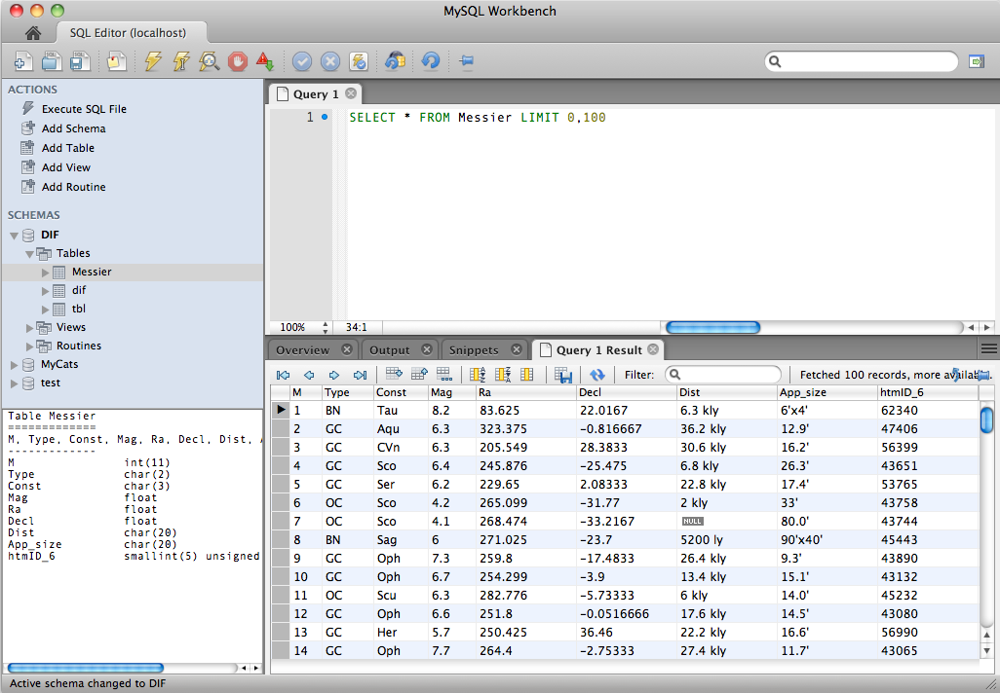 MySQL Workbench
SQL Editor (localhost)
ACTIONS
Execute SQL File
Add Schema
Add Table
Add View
Add Routine
SCHEMAS
DIF
Tables
Messier
dif
tbl
Views
Routines
MyCats
test
Table Messier
=============
M, Type, Const, Mag, Ra, Decl, Dist,
-------------
M int(11)
Type char(2)
Const char(3)
Mag float
Ra float
Decl float
Dist char(20)
App_size char(20)
htmID_6 smallint(5) unsigned
Query 1
1 SELECT * FROM Messier LIMIT 0,100
100% 34:1
Overview Output Snippets Query 1 Result
Filter: Fetched 100 records, more
M Type Const Mag Ra Decl Dist App_size htmID_6
1 BN Tau 8.2 83.625 22.0167 6.3 kly 6'x4' 62340
2 GC Aqu 6.3 323.375 -0.816667 36.2 kly 12.9' 47406
3 GC CVn 6.3 205.549 28.3833 30.6 kly 16.2' 56399
4 GC Sco 6.4 245.876 -25.475 6.8 kly 26.3' 43651
5 GC Ser 6.2 229.65 2.08333 22.8 kly 17.4' 53765
6 OC Sco 4.2 265.099 -31.77 2 kly 33' 43758
7 OC Sco 4.1 268.474 -33.2167 NULL 80.0' 43744
8 BN Sag 6 271.025 -23.7 5200 ly 90'x40' 45443
9 GC Oph 7.3 259.8 -17.4833 26.4 kly 9.3' 43890
10 GC Oph 6.7 254.299 -3.9 13.4 kly 15.1' 43132
11 OC Scu 6.3 282.776 -5.73333 6 kly 14.0' 45232
12 GC Oph 6.6 251.8 -0.0516666 17.6 kly 14.5' 43080
13 GC Her 5.7 250.425 36.46 22.2 kly 16.6' 56990
14 GC Oph 7.7 264.4 -2.75333 27.4 kly 11.7' 43065
Active schema changed to DIF